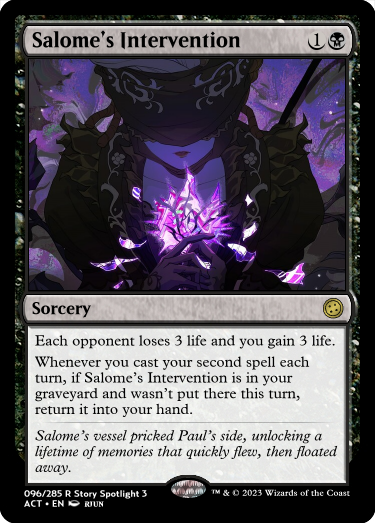 Salome's Intervention 1
Sorcery
Each opponent loses 3 life and you gain 3 life.
Whenever you cast your second spell each
turn, if Salome's Intervention is in your
graveyard and wasn't put there this turn,
return it into your hand.
Salome's vessel pricked Paul's side, unlocking a
lifetime of memories that quickly flew, then floated
away.
096/285 R Story Spotlight 3
ACT • EN RJUN
™ & © 2023 Wizards of the Coast